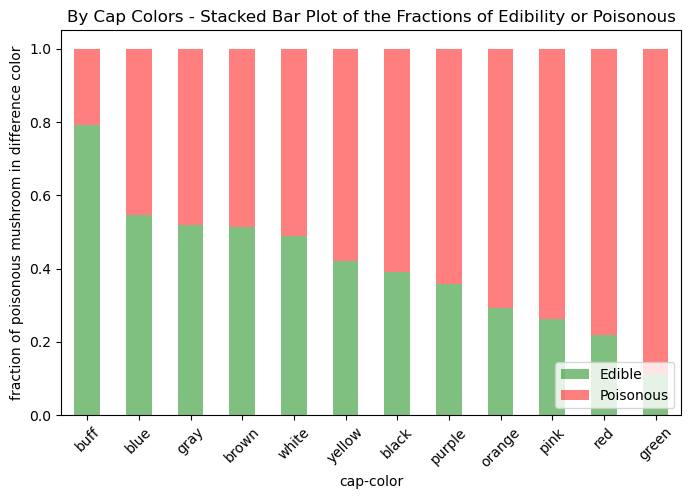 By Cap Colors - Stacked Bar Plot of the Fractions of Edibility or Poisonous
fraction of poisonous mushroom in difference color
1.0
0.8
0.6
0.4
0.2
0.0
Edible
Poisonous
buff
blue
gray
brown
white
yellow
black
purple
orange
pink
red
green
cap-color